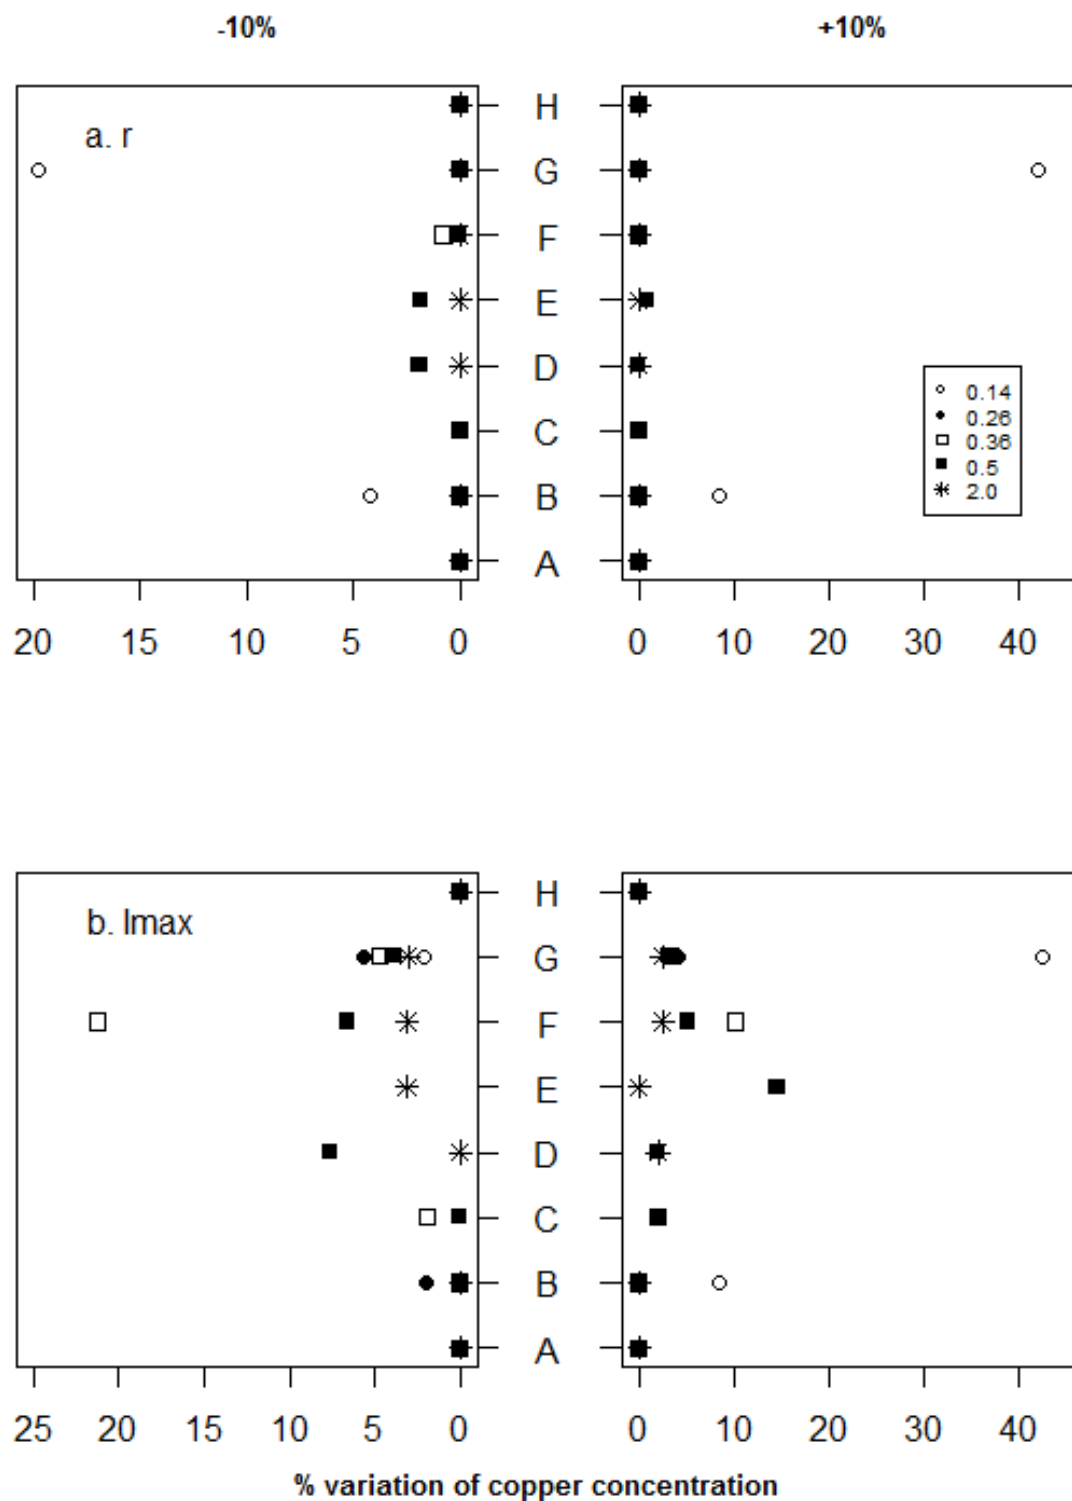 -10% +10%
a. r
H
G
F
E
D
C
B
A
0.14
0.26
0.36
0.5
2.0
20 15 10 5 0 0 10 20 30 40
b. Imax
H
G
F
E
D
C
B
A
25 20 15 10 5 0 0 10 20 30 40
% variation of copper concentration